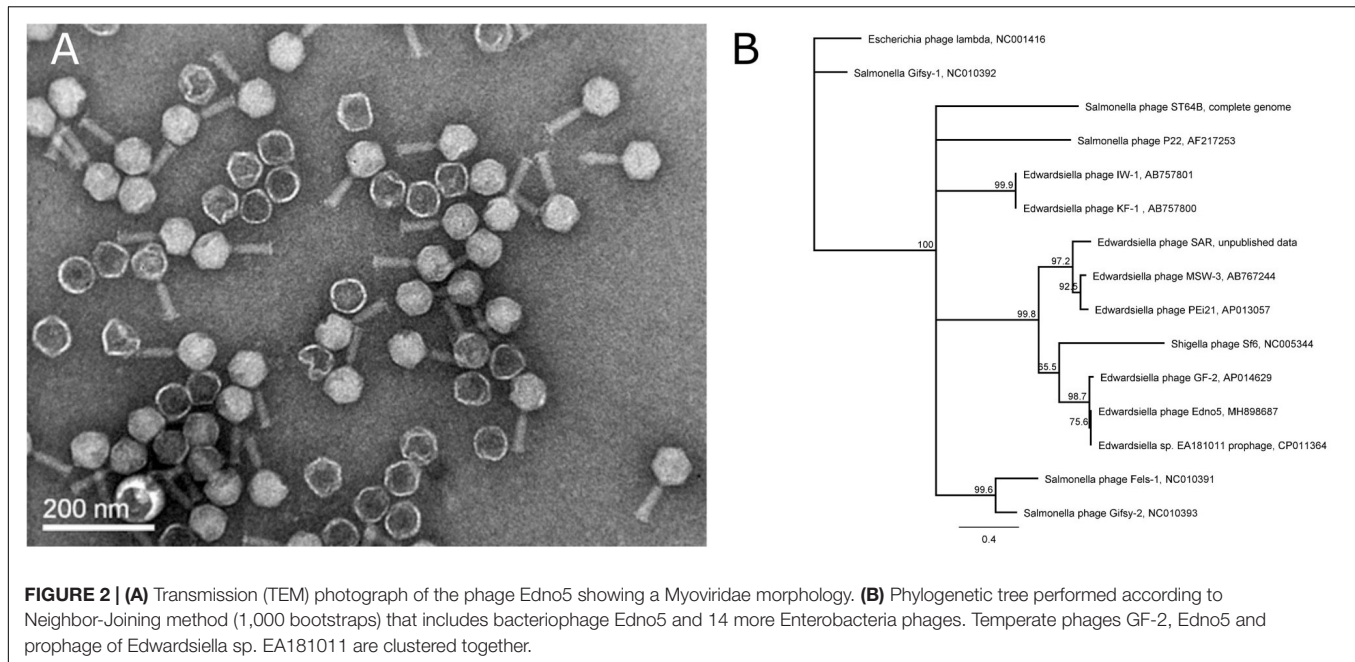 A
200 nm
B
Escherichia phage lambda, NC001416
Salmonella Gifsy-1, NC010392
Salmonella phage ST64B, complete genome
Salmonella phage P22, AF217253
99.9
Edwardsiella phage IW-1, AB757801
Edwardsiella phage KF-1 , AB757800
100
Edwardsiella phage SAR, unpublished data
97.2
Edwardsiella phage MSW-3, AB767244
92.5
Edwardsiella phage PEi21, AP013057
99.8
Shigella phage Sf6, NC005344
65.5
Edwardsiella phage GF-2, AP014629
98.7
Edwardsiella phage Edno5, MH898687
75.6
Edwardsiella sp. EA181011 prophage, CP011364
Salmonella phage Fels-1, NC010391
99.6
Salmonella phage Gifsy-2, NC010393
0.4
FIGURE 2 | (A) Transmission (TEM) photograph of the phage Edno5 showing a Myoviridae morphology. (B) Phylogenetic tree performed according to
Neighbor-Joining method (1,000 bootstraps) that includes bacteriophage Edno5 and 14 more Enterobacteria phages. Temperate phages GF-2, Edno5 and
prophage of Edwardsiella sp. EA181011 are clustered together.